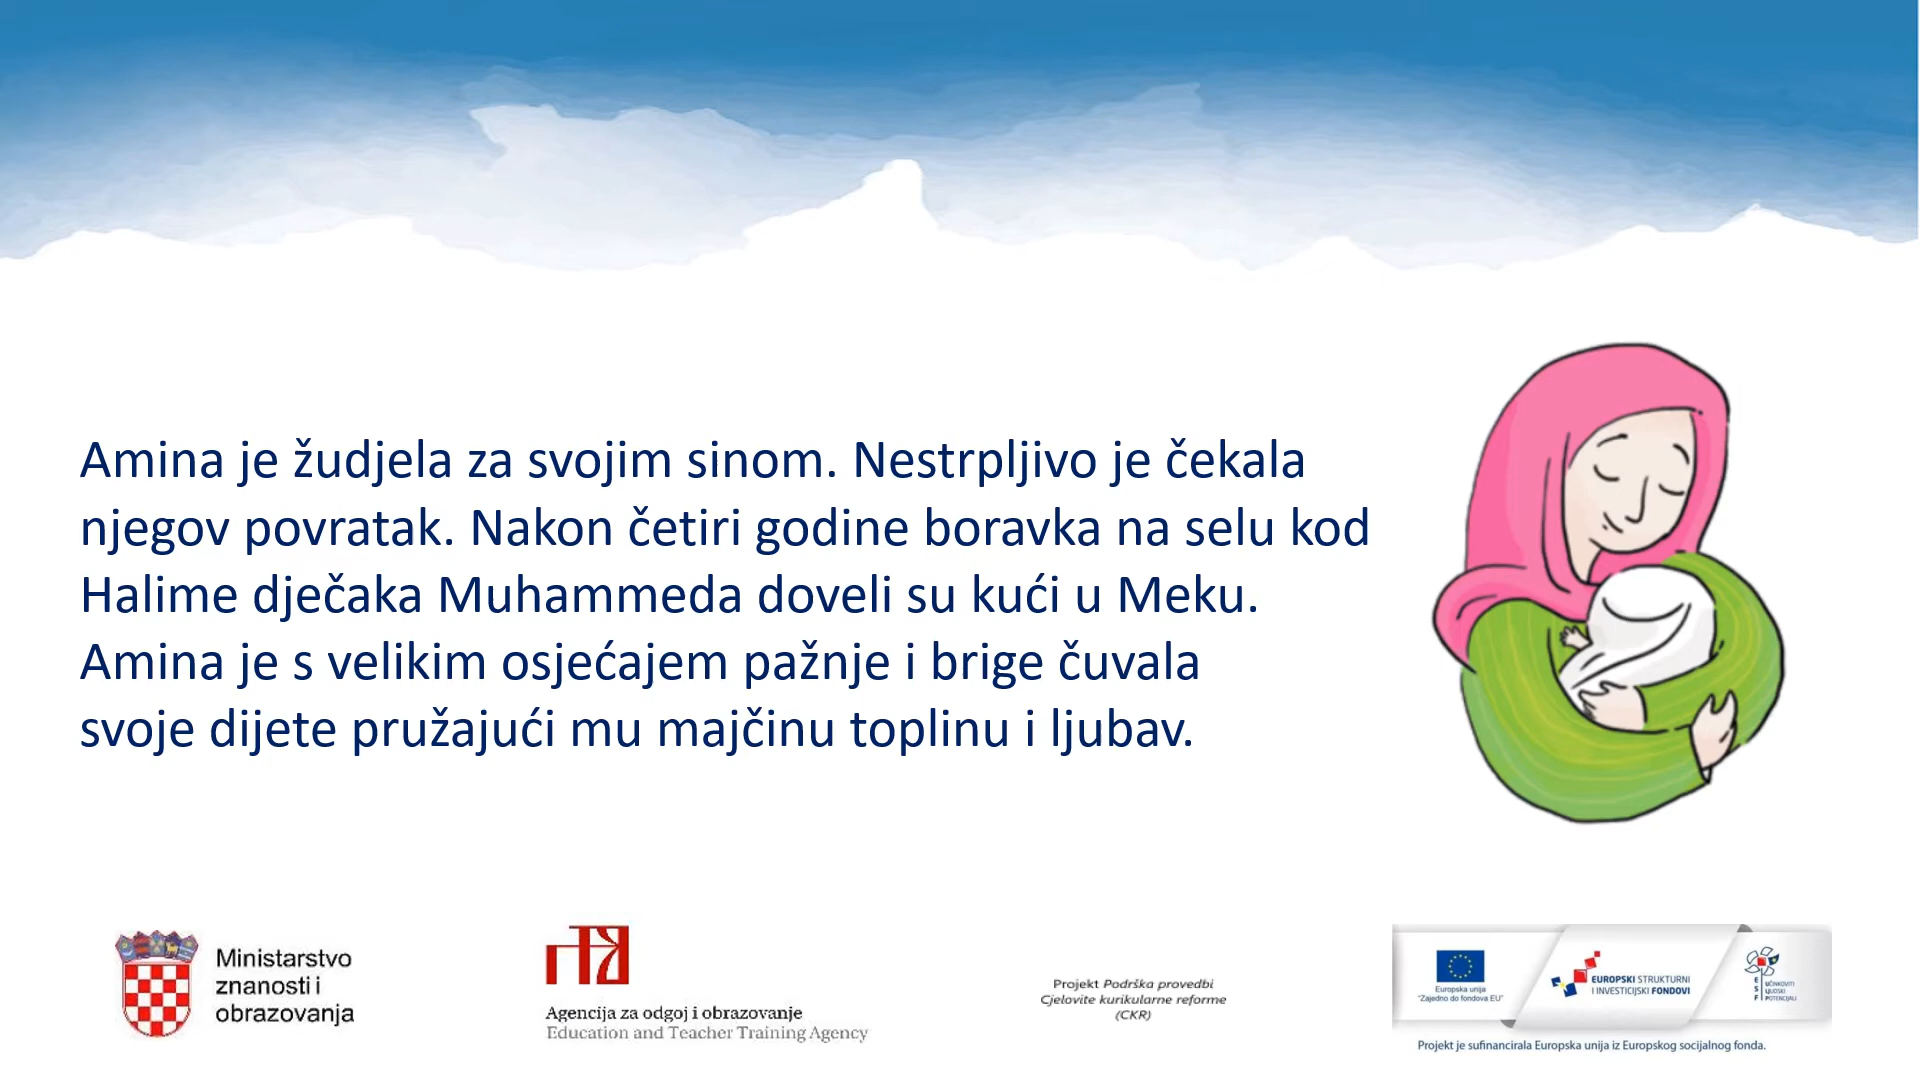 Amina je žudjela za svojim sinom. Nestrpljivo je čekala
njegov povratak. Nakon četiri godine boravka na selu kod
Halime dječaka Muhammeda doveli su kući u Meku.
Amina je s velikim osjećajem pažnje i brige čuvala
svoje dijete pružajući mu majčinu toplinu i ljubav.
Ministarstvo
znanosti i
obrazovanja
Agencija za odgoj i obrazovanje
Education and Teacher Training Agency
Projekt Podrška provedbi
Cjelovite kurikularne reforme
(CKR)
Europska unija
"Zajedno do fondova EU"
EUROPSKI STRUKTURNI
I INVESTICIJSKI FONDOVI
ESF
UČINKOVITI
LJUDSKI
POTENCIJALI
Projekt je sufinancirala Europska unija iz Europskog socijalnog fonda.